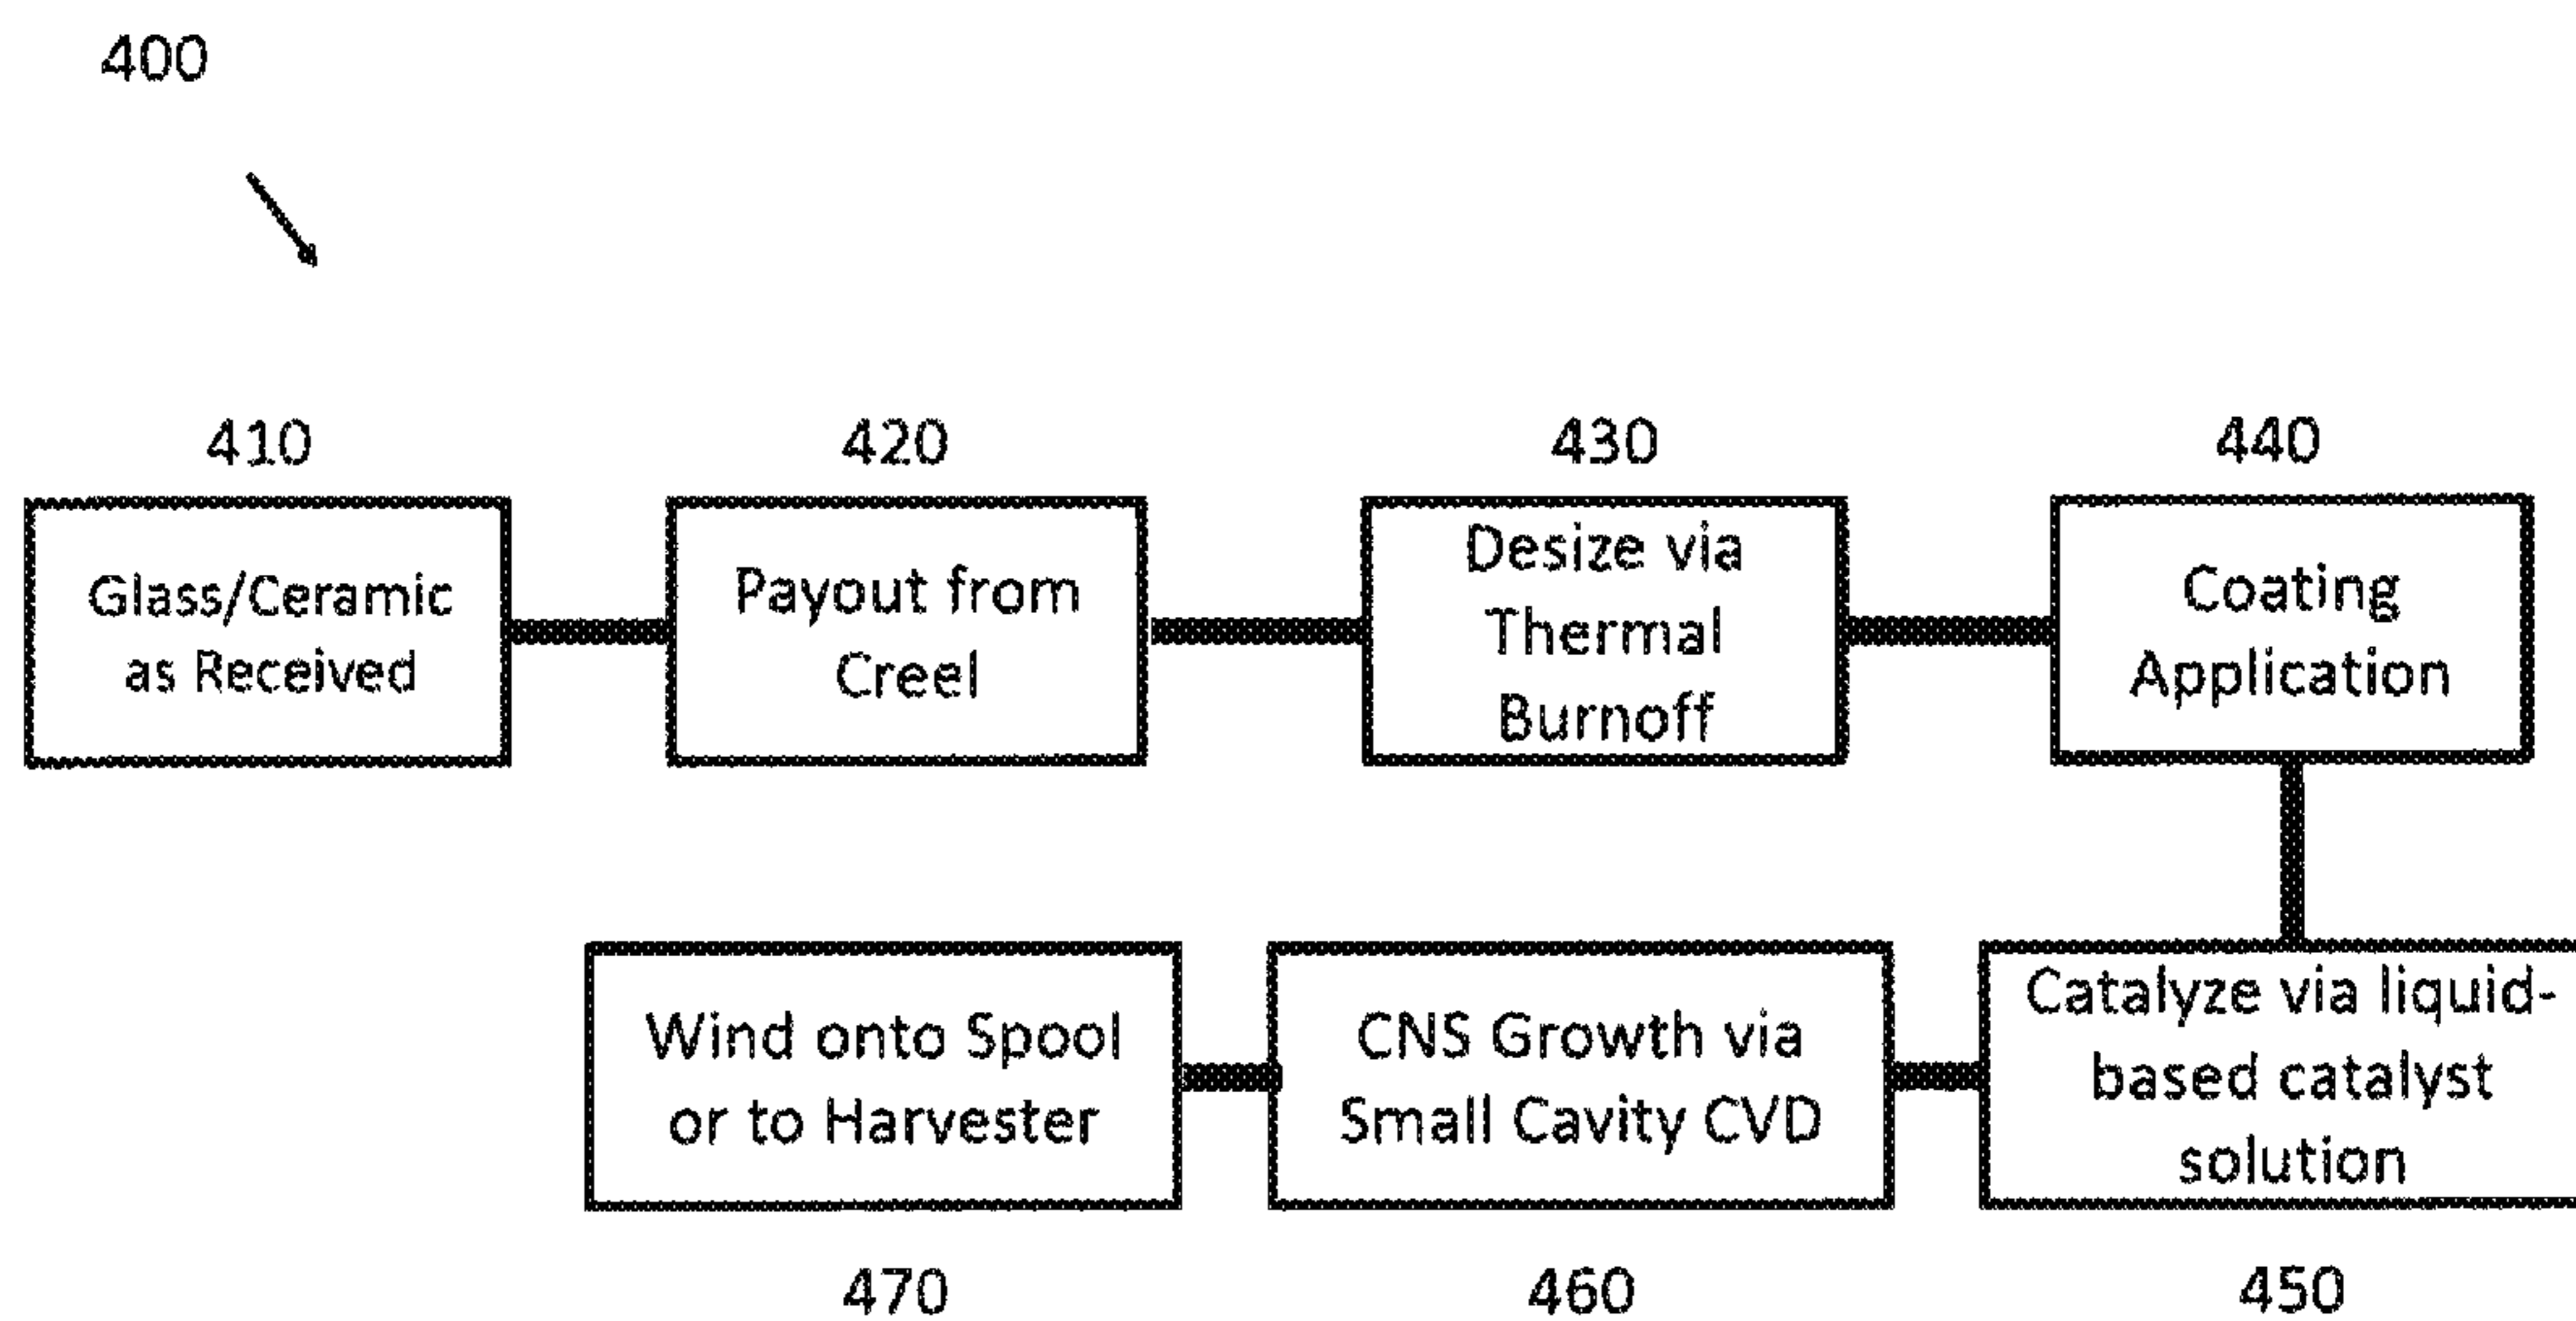 400
410
Glass/Ceramic
as Received
420
Payout from
Creel
430
Desize via
Thermal
Burnoff
440
Coating
Application
Catalyze via liquid-
based catalyst
solution
450
CNS Growth via
Small Cavity CVD
460
Wind onto Spool
or to Harvester
470